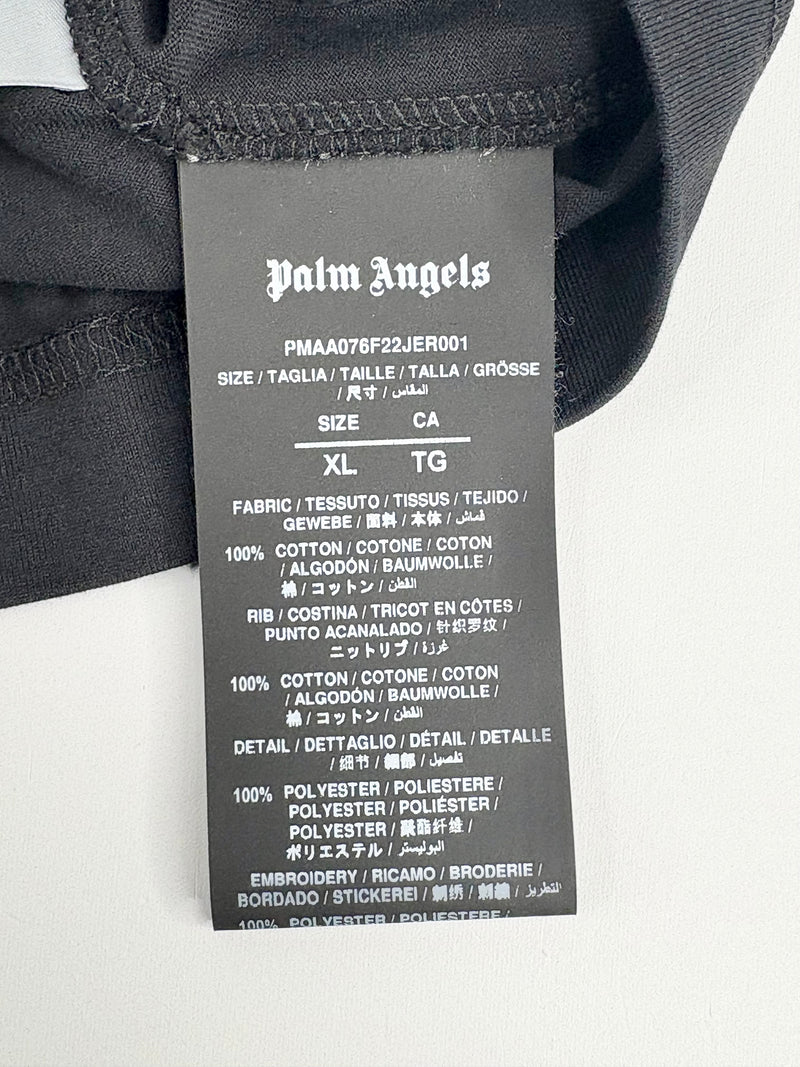 Palm Angels
PMAA076F22JER001
SIZE / TAGLIA / TAILLE / TALLA / GRÖSSE
/ 尺寸 / المقاس
SIZE CA
XL TG
FABRIC / TESSUTO / TISSUS / TEJIDO /
GEWEBE / 面料 / 本体 / قماش
100% COTTON / COTONE / COTON
/ ALGODÓN / BAUMWOLLE /
棉 / コットン / القطن
RIB / COSTINA / TRICOT EN CÔTES /
PUNTO ACANALADO / 针织罗纹 /
ニットリブ / غرزة
100% COTTON / COTONE / COTON
/ ALGODÓN / BAUMWOLLE /
棉 / コットン / القطن
DETAIL / DETTAGLIO / DÉTAIL / DETALLE
/ 细节 / 細部 / تفصيل
100% POLYESTER / POLIESTERE /
POLYESTER / POLIÉSTER /
POLYESTER / 聚酯纤维 /
ポリエステル / البوليستر
EMBROIDERY / RICAMO / BRODERIE /
BORDADO / STICKEREI / 刺绣 / 刺繍 / التطريز
100% POLYESTER / POLIESTERE /